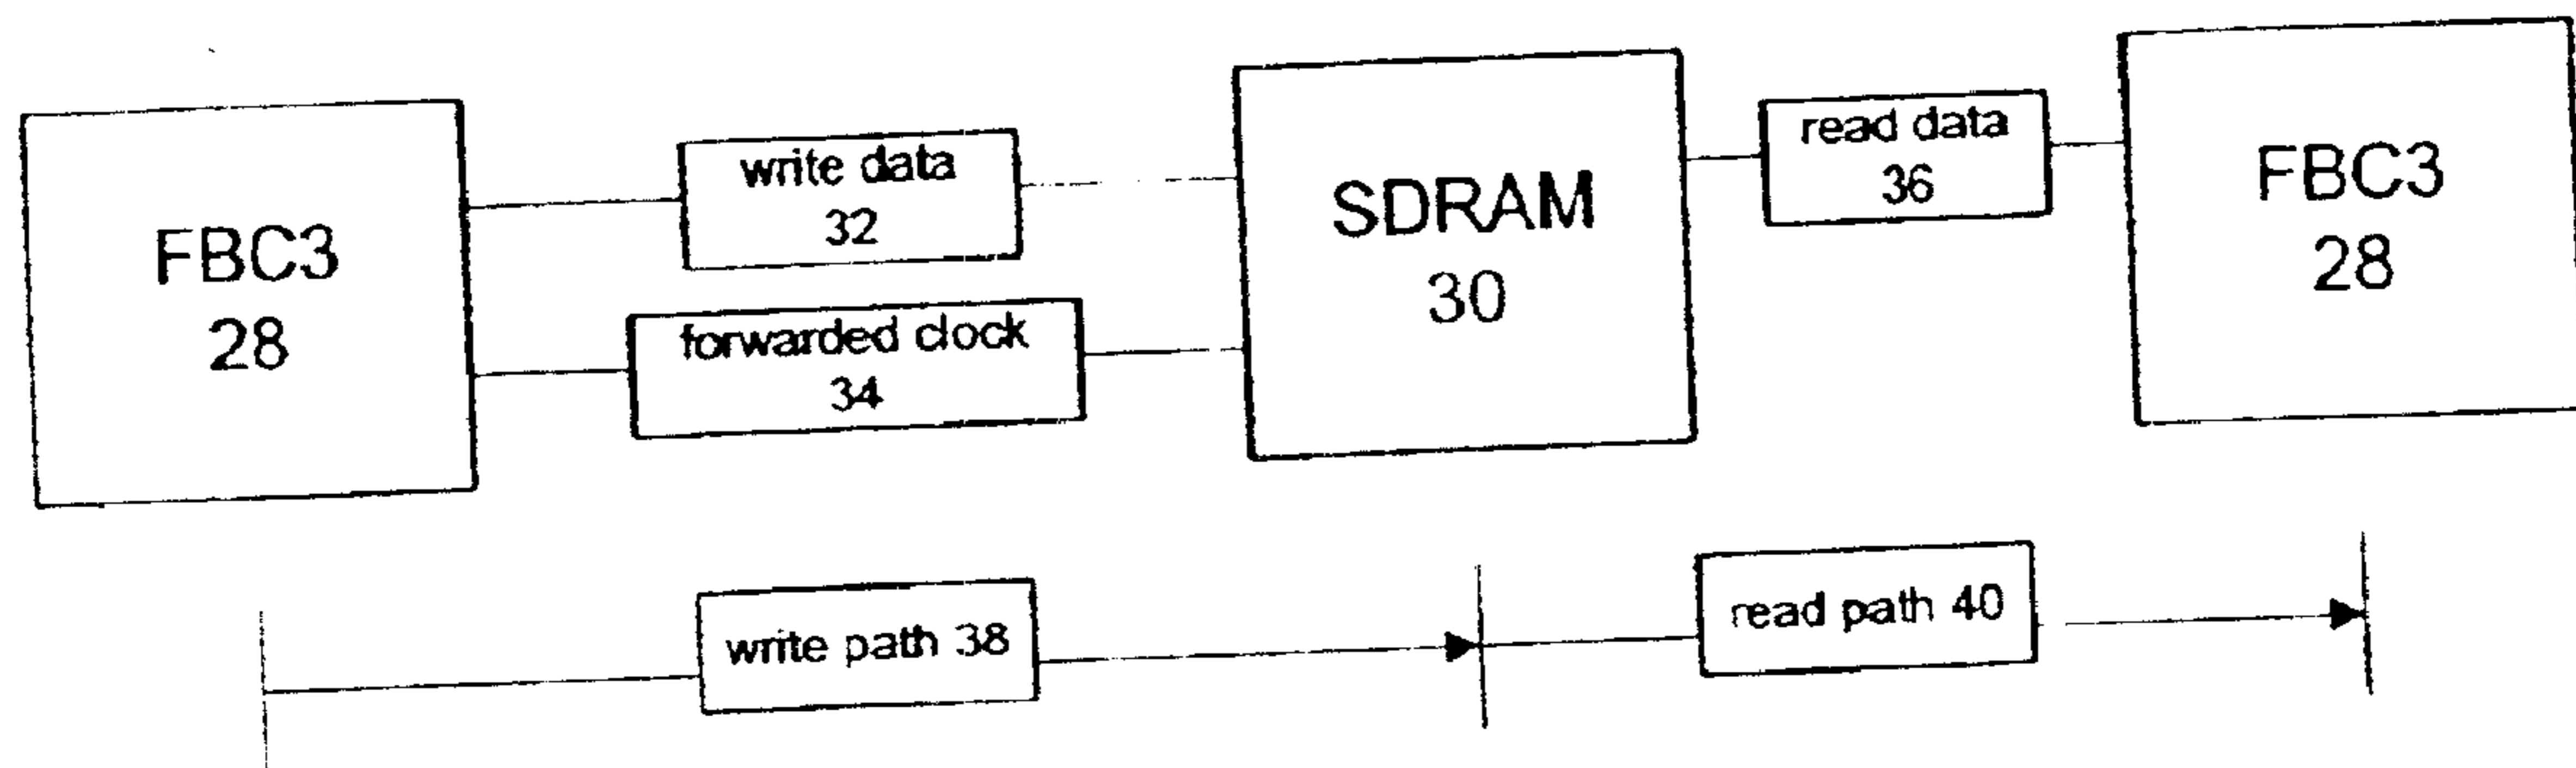 FBC3
28
write data
32
forwarded clock
34
SDRAM
30
read data
36
FBC3
28
write path 38
read path 40